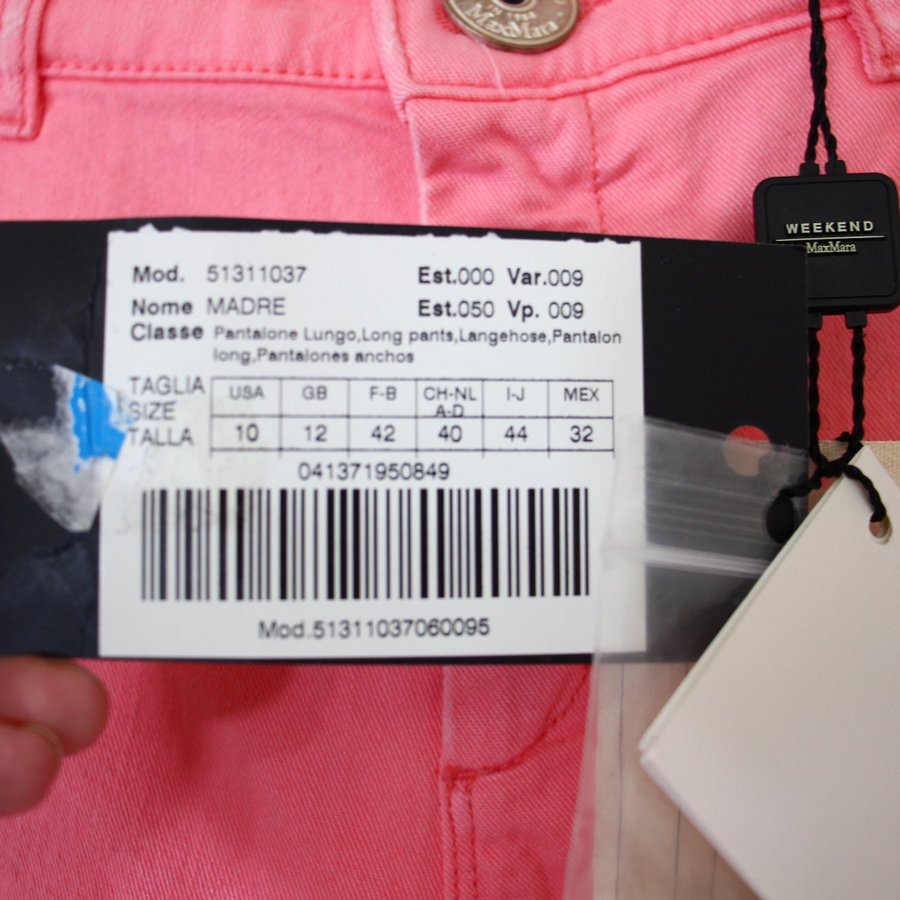 MaxMara
WEEKEND
MaxMara
Mod. 51311037 Est.000 Var.009
Nome MADRE Est.050 Vp. 009
Classe Pantalone Lungo,Long pants,Langehose,Pantalon
long,Pantalones anchos
TAGLIA
SIZE
TALLA
USA GB F-B CH-NL A-D I-J MEX
10 12 42 40 44 32
041371950849
Mod.51311037060095